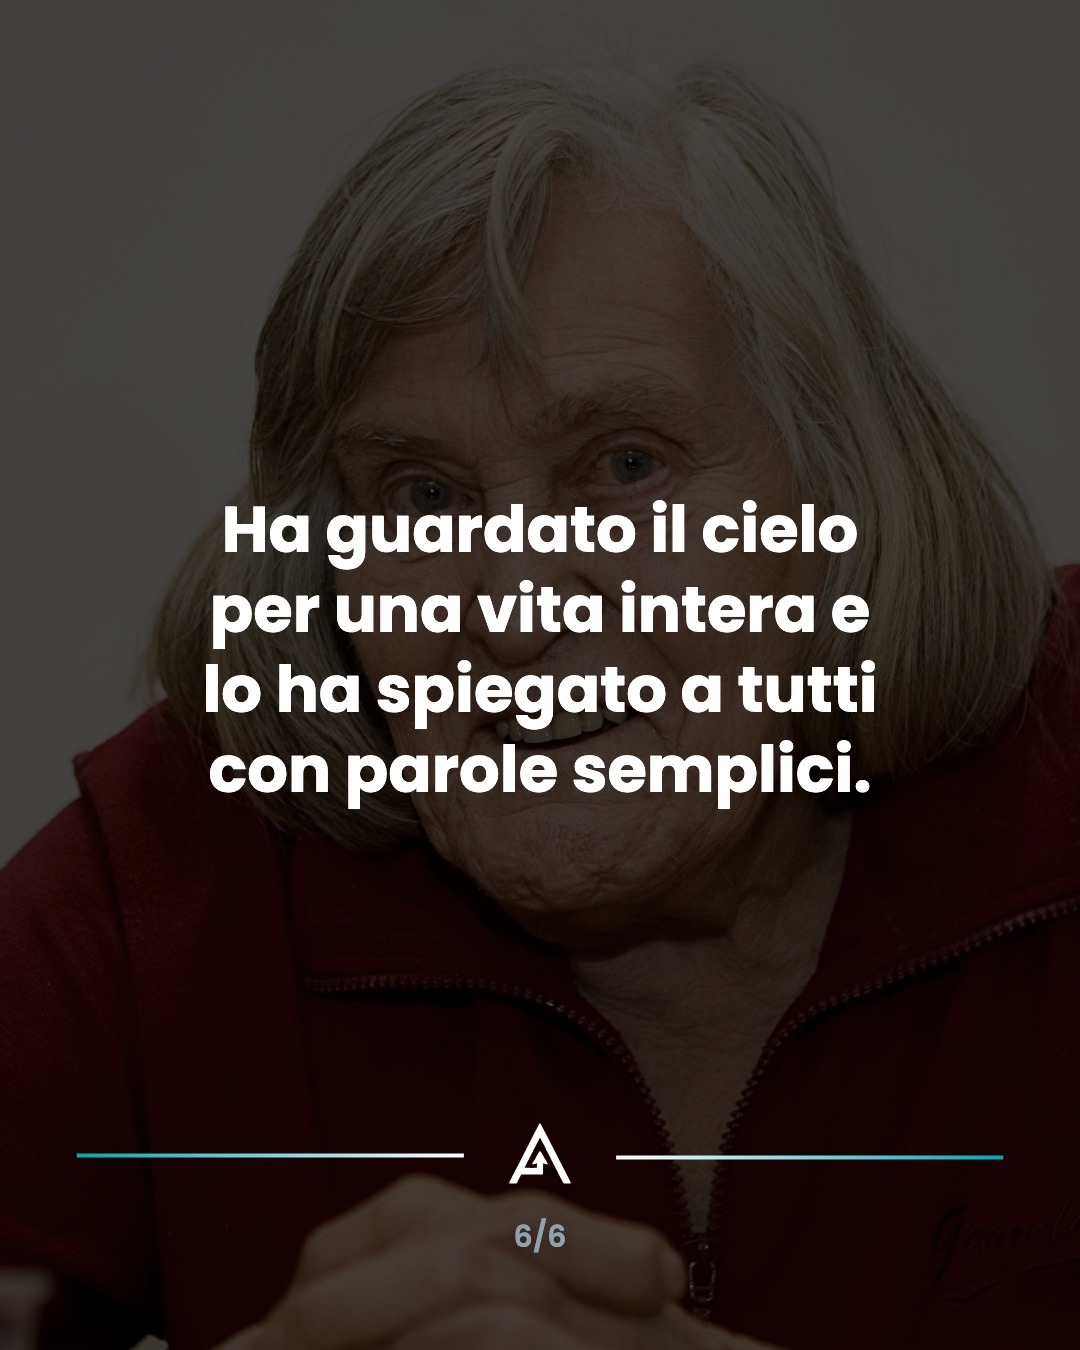 Ha guardato il cielo
per una vita intera e
lo ha spiegato a tutti
con parole semplici.
6/6